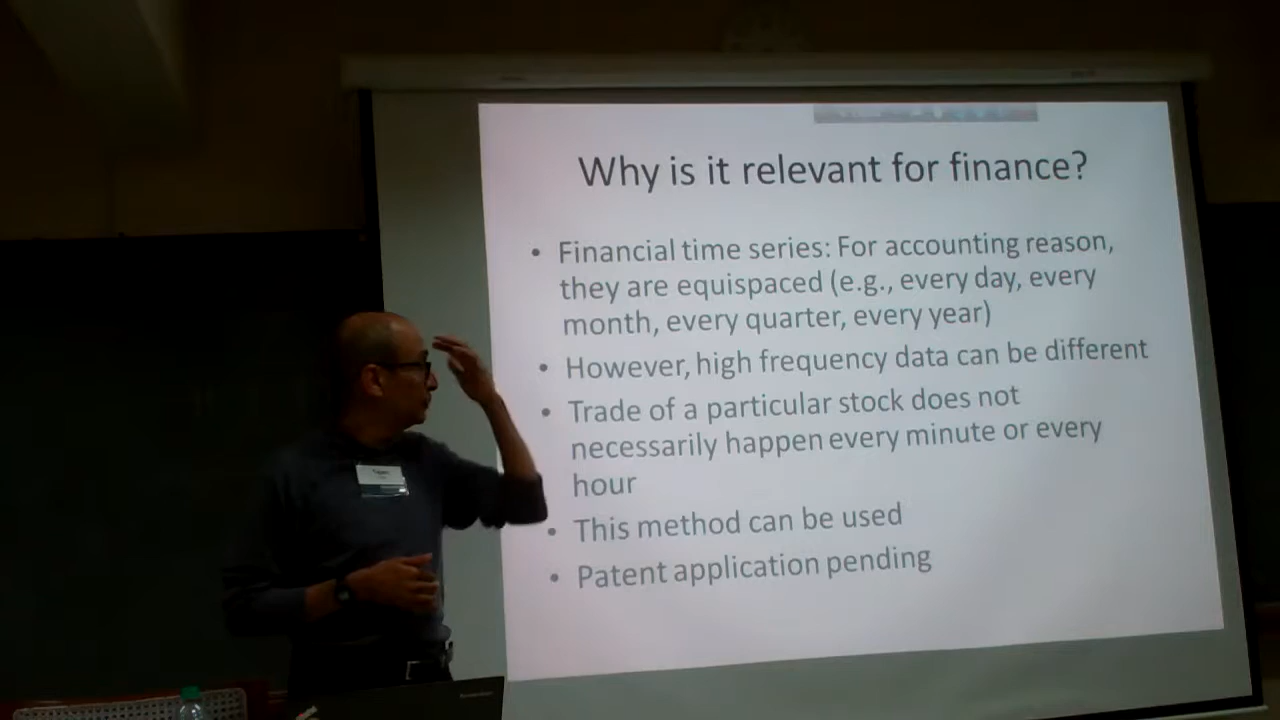 Why is it relevant for finance?
• Financial time series: For accounting reason,
they are equispaced (e.g., every day, every
month, every quarter, every year)
• However, high frequency data can be different
• Trade of a particular stock does not
necessarily happen every minute or every
hour
• This method can be used
• Patent application pending